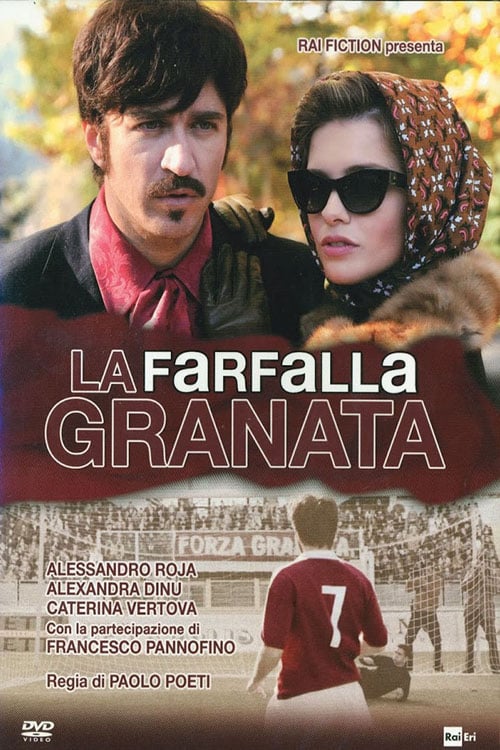 RAI FICTION presenta
LA FARFALLA
GRANATA
FORZA GRA
ALESSANDRO ROJA
ALEXANDRA DINU
CATERINA VERTOVA
Con la partecipazione di
FRANCESCO PANNOFINO
Regia di PAOLO POETI
7
DVD
VIDEO
Rai Eri